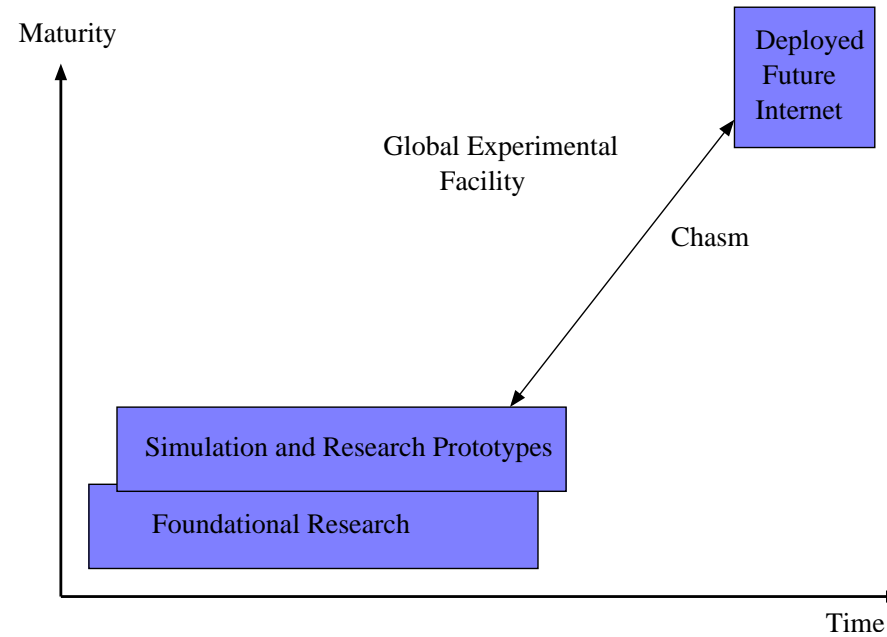 Maturity
Deployed
Future
Internet
Global Experimental
Facility
Chasm
Simulation and Research Prototypes
Foundational Research
Time